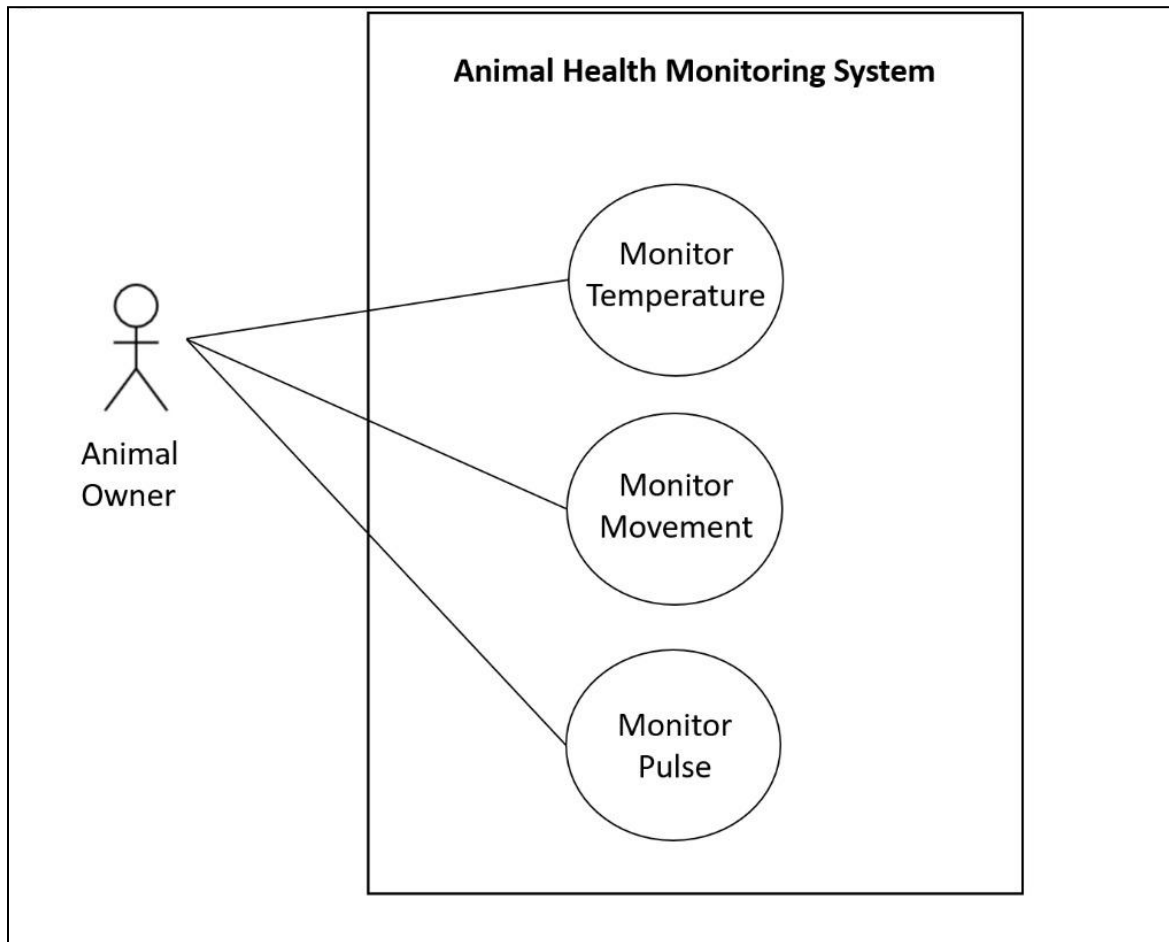 Animal Health Monitoring System
Monitor
Temperature
Animal
Owner
Monitor
Movement
Monitor
Pulse